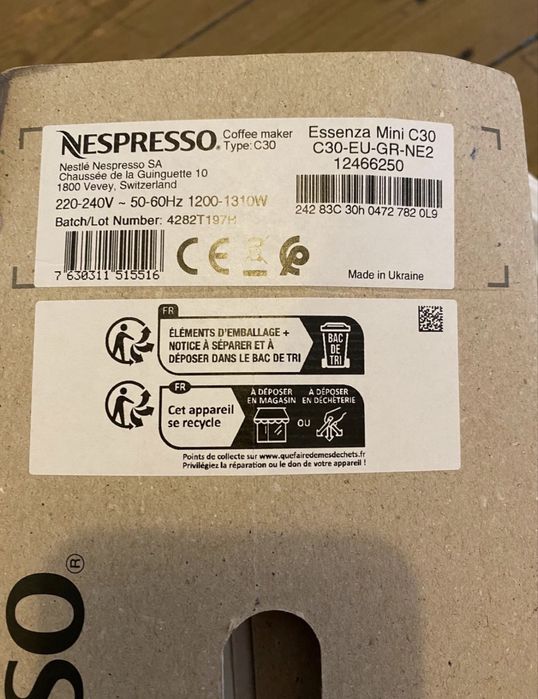 NESPRESSO®
Coffee maker
Type: C30
Nestlé Nespresso SA
Chaussée de la Guinguette 10
1800 Vevey, Switzerland
220-240V ~ 50-60Hz 1200-1310W
Batch/Lot Number: 4282T197H
7 630311 515516
CE
Essenza Mini C30
C30-EU-GR-NE2
12466250
242 83C 30h 0472 782 0L9
Made in Ukraine
FR
ÉLÉMENTS D'EMBALLAGE +
NOTICE À SÉPARER ET À
DÉPOSER DANS LE BAC DE TRI
BAC
DE
TRI
FR
Cet appareil
se recycle
À DÉPOSER
EN MAGASIN
OU
À DÉPOSER
EN DÉCHÈTERIE
Points de collecte sur www.quefairedemesdechets.fr
Privilégiez la réparation ou le don de votre appareil !
SO®